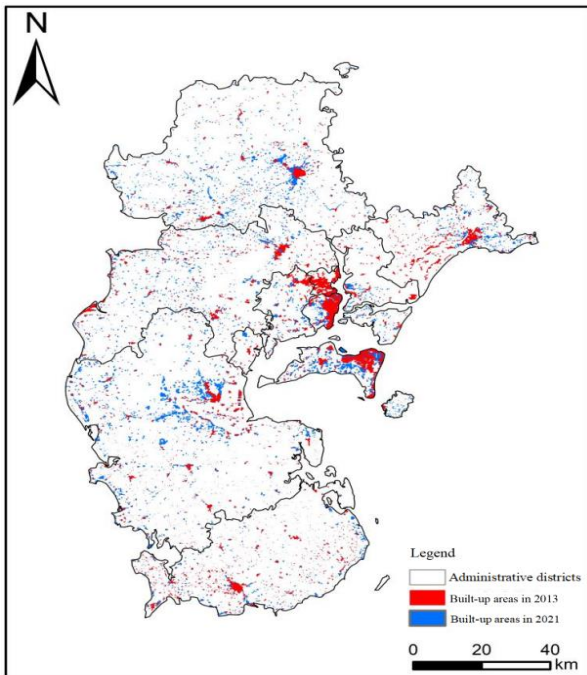 N
Legend
Administrative districts
Built-up areas in 2013
Built-up areas in 2021
0 20 40
km